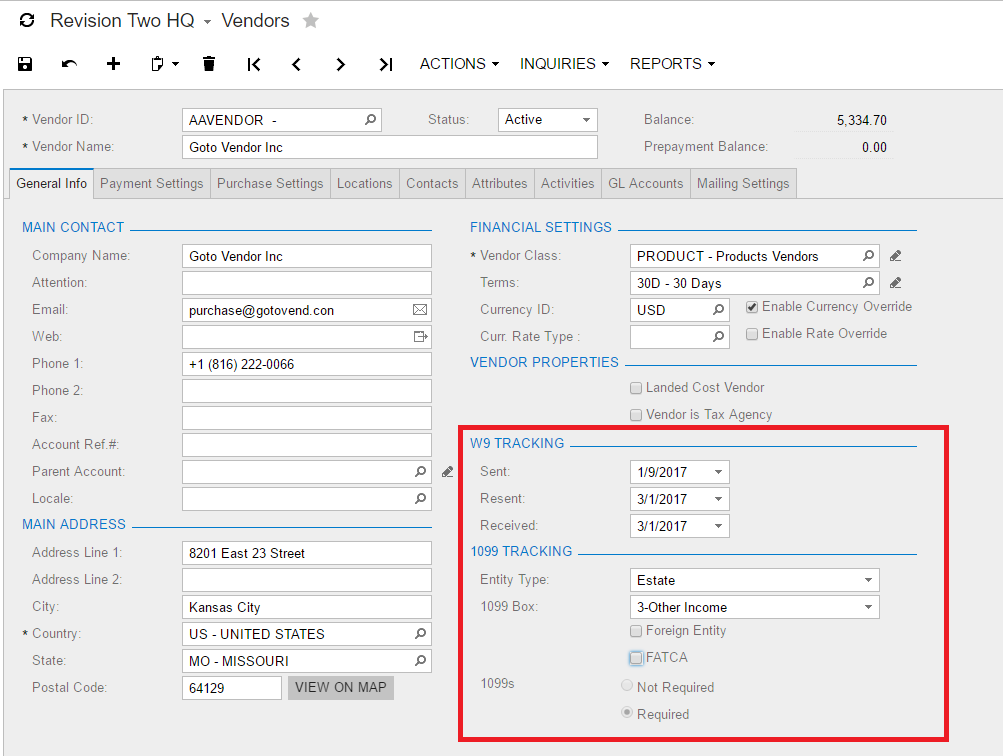 Revision Two HQ Vendors
ACTIONS INQUIRIES REPORTS
* Vendor ID: AAVENDOR - Status: Active Balance: 5,334.70
* Vendor Name: Goto Vendor Inc Prepayment Balance: 0.00
General Info Payment Settings Purchase Settings Locations Contacts Attributes Activities GL Accounts Mailing Settings
MAIN CONTACT
Company Name: Goto Vendor Inc
Attention:
Email: purchase@gotovend.con
Web:
Phone 1: +1 (816) 222-0066
Phone 2:
Fax:
Account Ref.#:
Parent Account:
Locale:
MAIN ADDRESS
Address Line 1: 8201 East 23 Street
Address Line 2:
City: Kansas City
* Country: US - UNITED STATES
State: MO - MISSOURI
Postal Code: 64129 VIEW ON MAP
FINANCIAL SETTINGS
* Vendor Class: PRODUCT - Products Vendors
Terms: 30D - 30 Days
Currency ID: USD Enable Currency Override
Curr. Rate Type : Enable Rate Override
VENDOR PROPERTIES
Landed Cost Vendor
Vendor is Tax Agency
W9 TRACKING
Sent: 1/9/2017
Resent: 3/1/2017
Received: 3/1/2017
1099 TRACKING
Entity Type: Estate
1099 Box: 3-Other Income
Foreign Entity
FATCA
1099s Not Required
Required